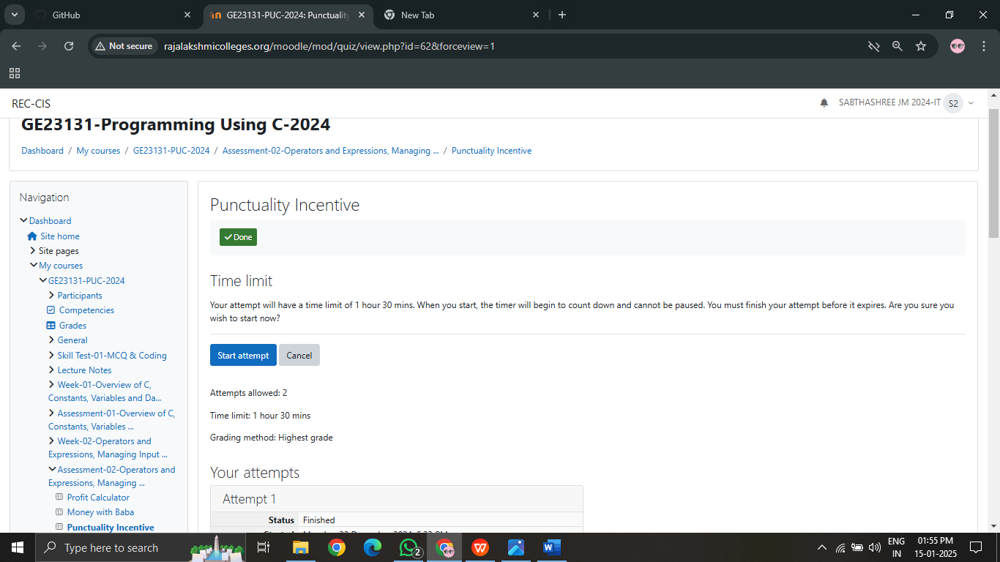 GitHub
GE23131-PUC-2024: Punctuality
New Tab
Not secure
rajalakshmicolleges.org/moodle/mod/quiz/view.php?id=62&forceview=1
REC-CIS
SABTHASHREE JM 2024-IT
S2
GE23131-Programming Using C-2024
Dashboard / My courses / GE23131-PUC-2024 / Assessment-02-Operators and Expressions, Managing ... / Punctuality Incentive
Navigation
Dashboard
Site home
Site pages
My courses
GE23131-PUC-2024
Participants
Competencies
Grades
General
Skill Test-01-MCQ & Coding
Lecture Notes
Week-01-Overview of C,
Constants, Variables and Da...
Assessment-01-Overview of C,
Constants, Variables ...
Week-02-Operators and
Expressions, Managing Input ...
Assessment-02-Operators and
Expressions, Managing ...
Profit Calculator
Money with Baba
Punctuality Incentive
Punctuality Incentive
Done
Time limit
Your attempt will have a time limit of 1 hour 30 mins. When you start, the timer will begin to count down and cannot be paused. You must finish your attempt before it expires. Are you sure you
wish to start now?
Start attempt
Cancel
Attempts allowed: 2
Time limit: 1 hour 30 mins
Grading method: Highest grade
Your attempts
Attempt 1
Status Finished
Type here to search
2
W
W
ENG
IN
01:55 PM
15-01-2025